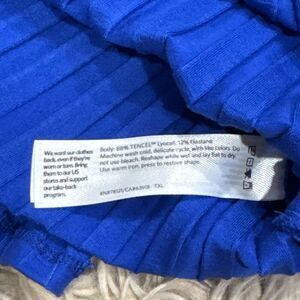 We want our clothes
back, even if they're
worn or torn. Bring
them to our US
stores and support
our take-back
program.
Body: 88% TENCEL™ Lyocell, 12% Elastane
Machine wash cold, delicate cycle, with like colors. Do
not use bleach. Reshape while wet and lay flat to dry.
Use warm iron, press to restore shape.